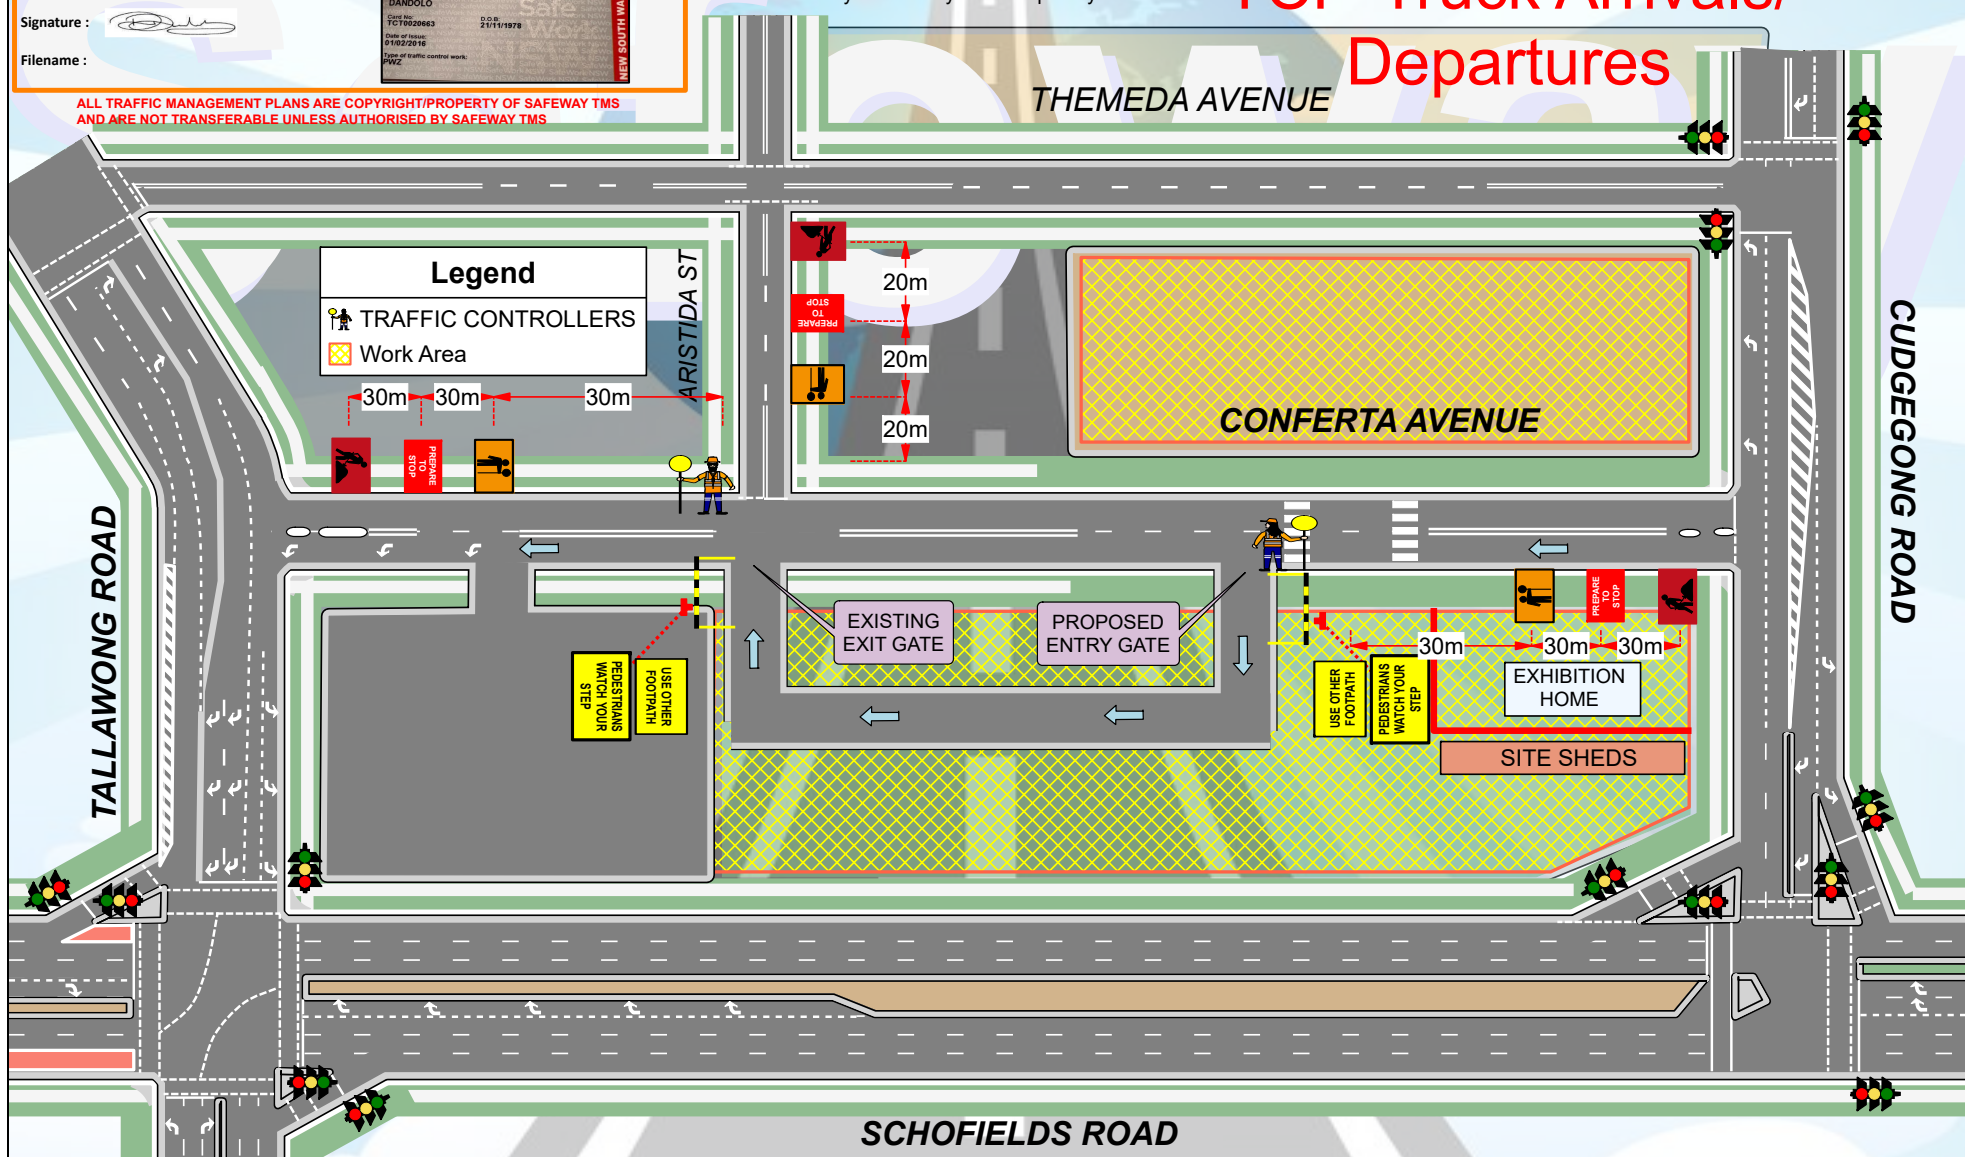 Signature :
Filename :
DANDOLO
Card No:
TCT0020663
D.O.B:
21/11/1978
Date of Issue:
01/02/2016
Type of traffic control work:
PWZ
Safe
Work
NEW SOUTH WA
ALL TRAFFIC MANAGEMENT PLANS ARE COPYRIGHT/PROPERTY OF SAFEWAY TMS
AND ARE NOT TRANSFERABLE UNLESS AUTHORISED BY SAFEWAY TMS
TCP Truck Arrivals/
Departures
THEMEDA AVENUE
Legend
TRAFFIC CONTROLLERS
Work Area
ARISTIDA ST
20m
20m
20m
PREPARE
TO
STOP
30m
30m
30m
PREPARE
TO
STOP
CONFERTA AVENUE
CUDGEGONG ROAD
TALLAWONG ROAD
EXISTING
EXIT GATE
PROPOSED
ENTRY GATE
PREPARE
TO
STOP
30m
30m
30m
PEDESTRIANS
WATCH YOUR
STEP
USE OTHER
FOOTPATH
USE OTHER
FOOTPATH
PEDESTRIANS
WATCH YOUR
STEP
EXHIBITION
HOME
SITE SHEDS
SCHOFIELDS ROAD